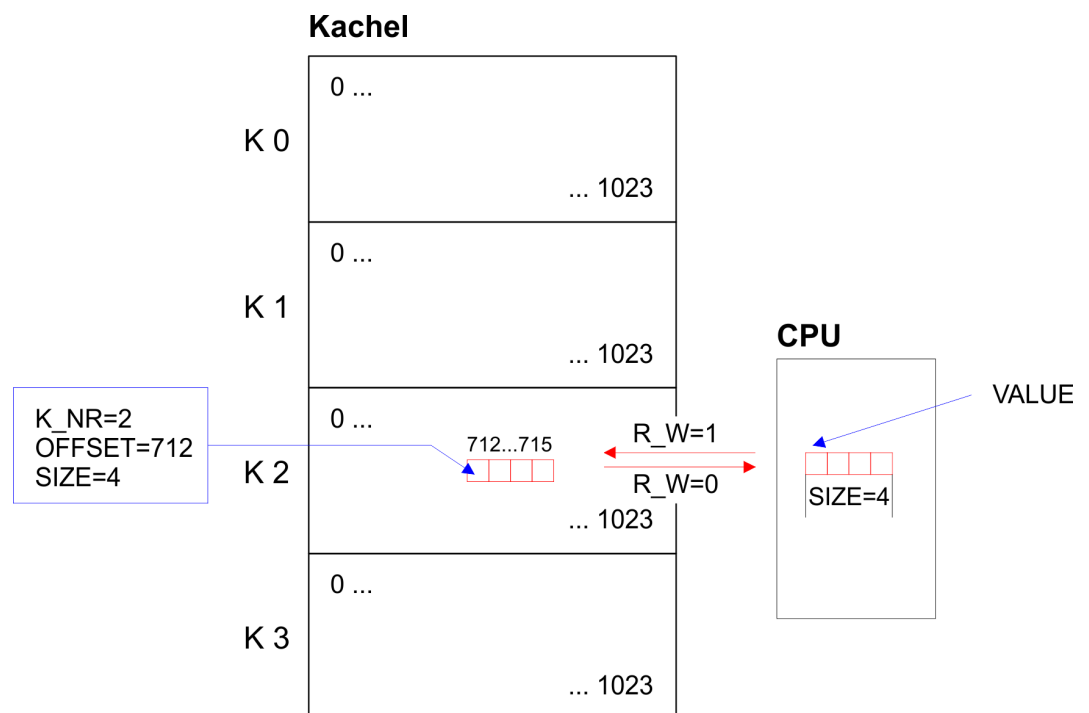 Kachel
0 ...
K 0
... 1023
0 ...
K 1
... 1023
CPU
K_NR=2
OFFSET=712
SIZE=4
0 ...
712...715
K 2
... 1023
R_W=1
R_W=0
VALUE
SIZE=4
0 ...
K 3
... 1023